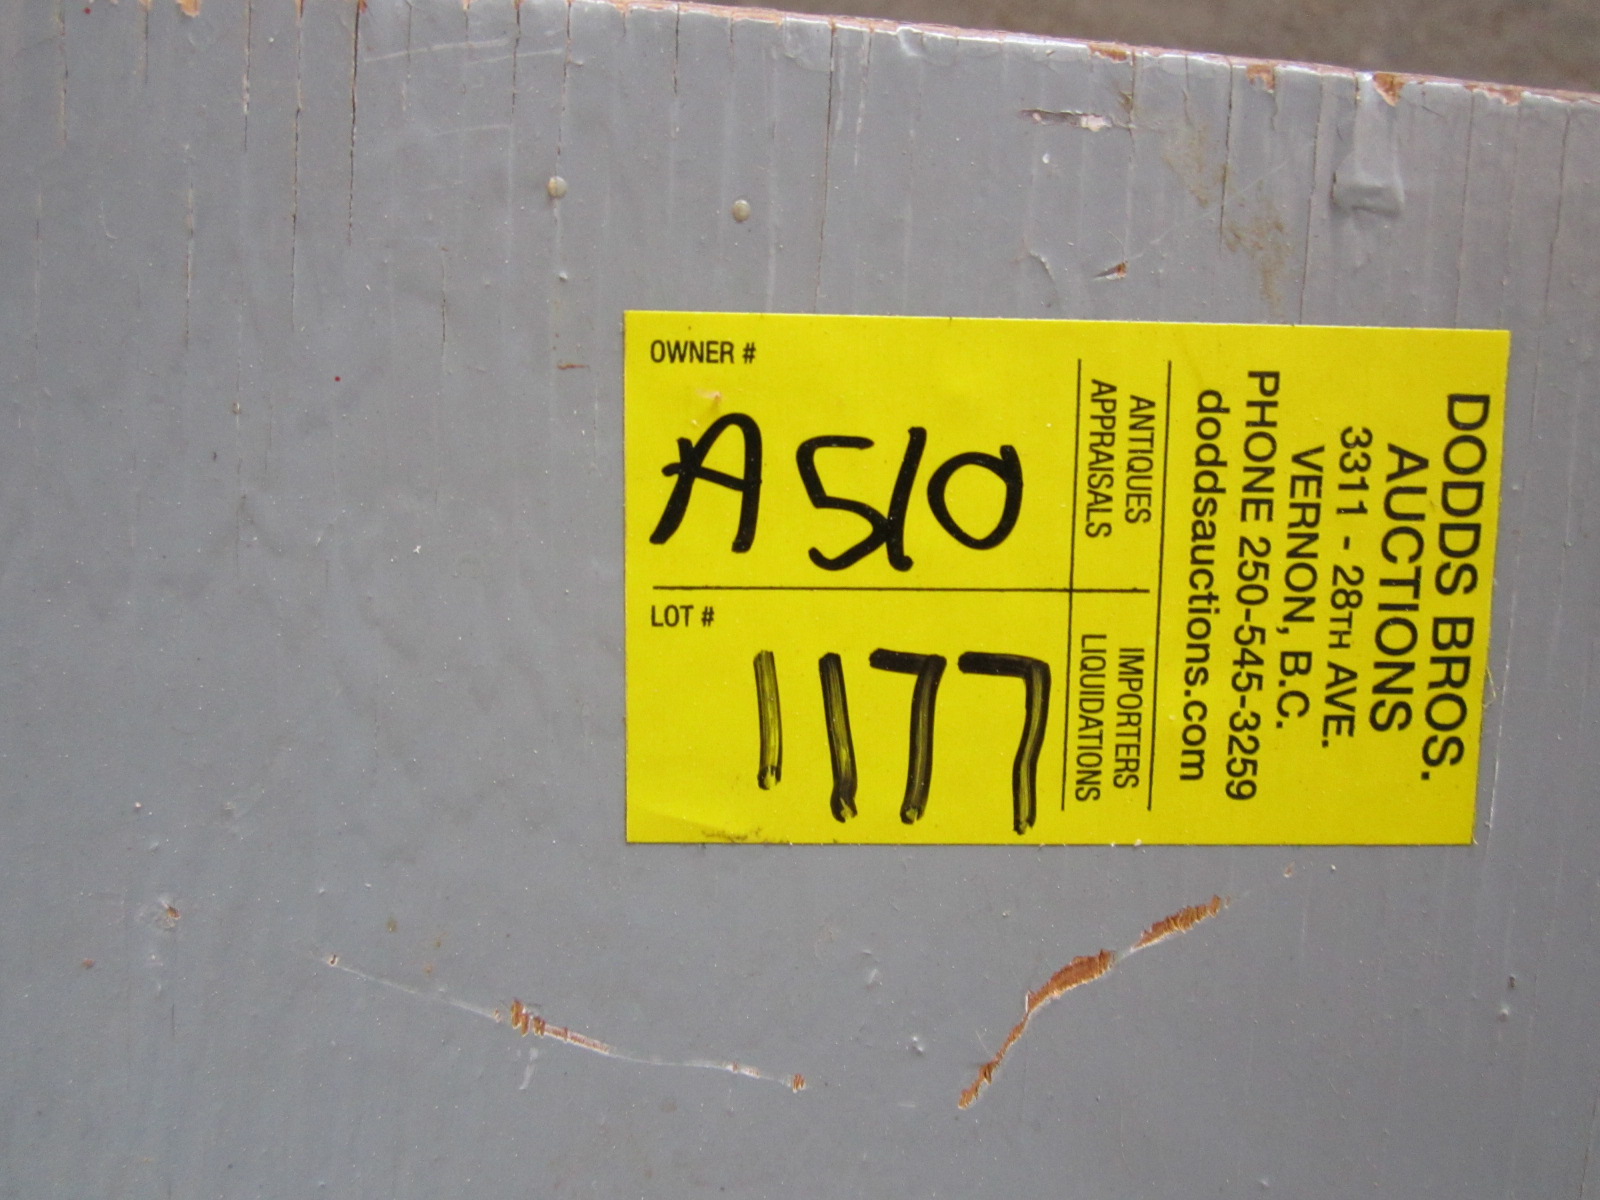 OWNER #
A510
LOT #
1177
DODDS BROS.
AUCTIONS
3311 - 28TH AVE.
VERNON, B.C.
PHONE 250-545-3259
doddsauctions.com
ANTIQUES
APPRAISALS
IMPORTERS
LIQUIDATIONS